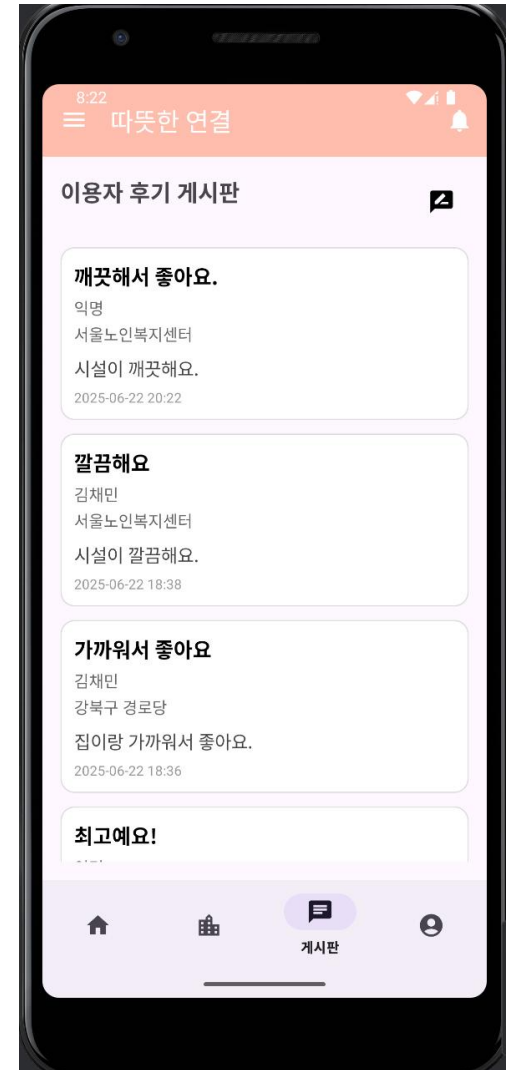 8:22
따뜻한 연결
이용자 후기 게시판
깨끗해서 좋아요.
익명
서울노인복지센터
시설이 깨끗해요.
2025-06-22 20:22
깔끔해요
김채민
서울노인복지센터
시설이 깔끔해요.
2025-06-22 18:38
가까워서 좋아요
김채민
강북구 경로당
집이랑 가까워서 좋아요.
2025-06-22 18:36
최고예요!
게시판